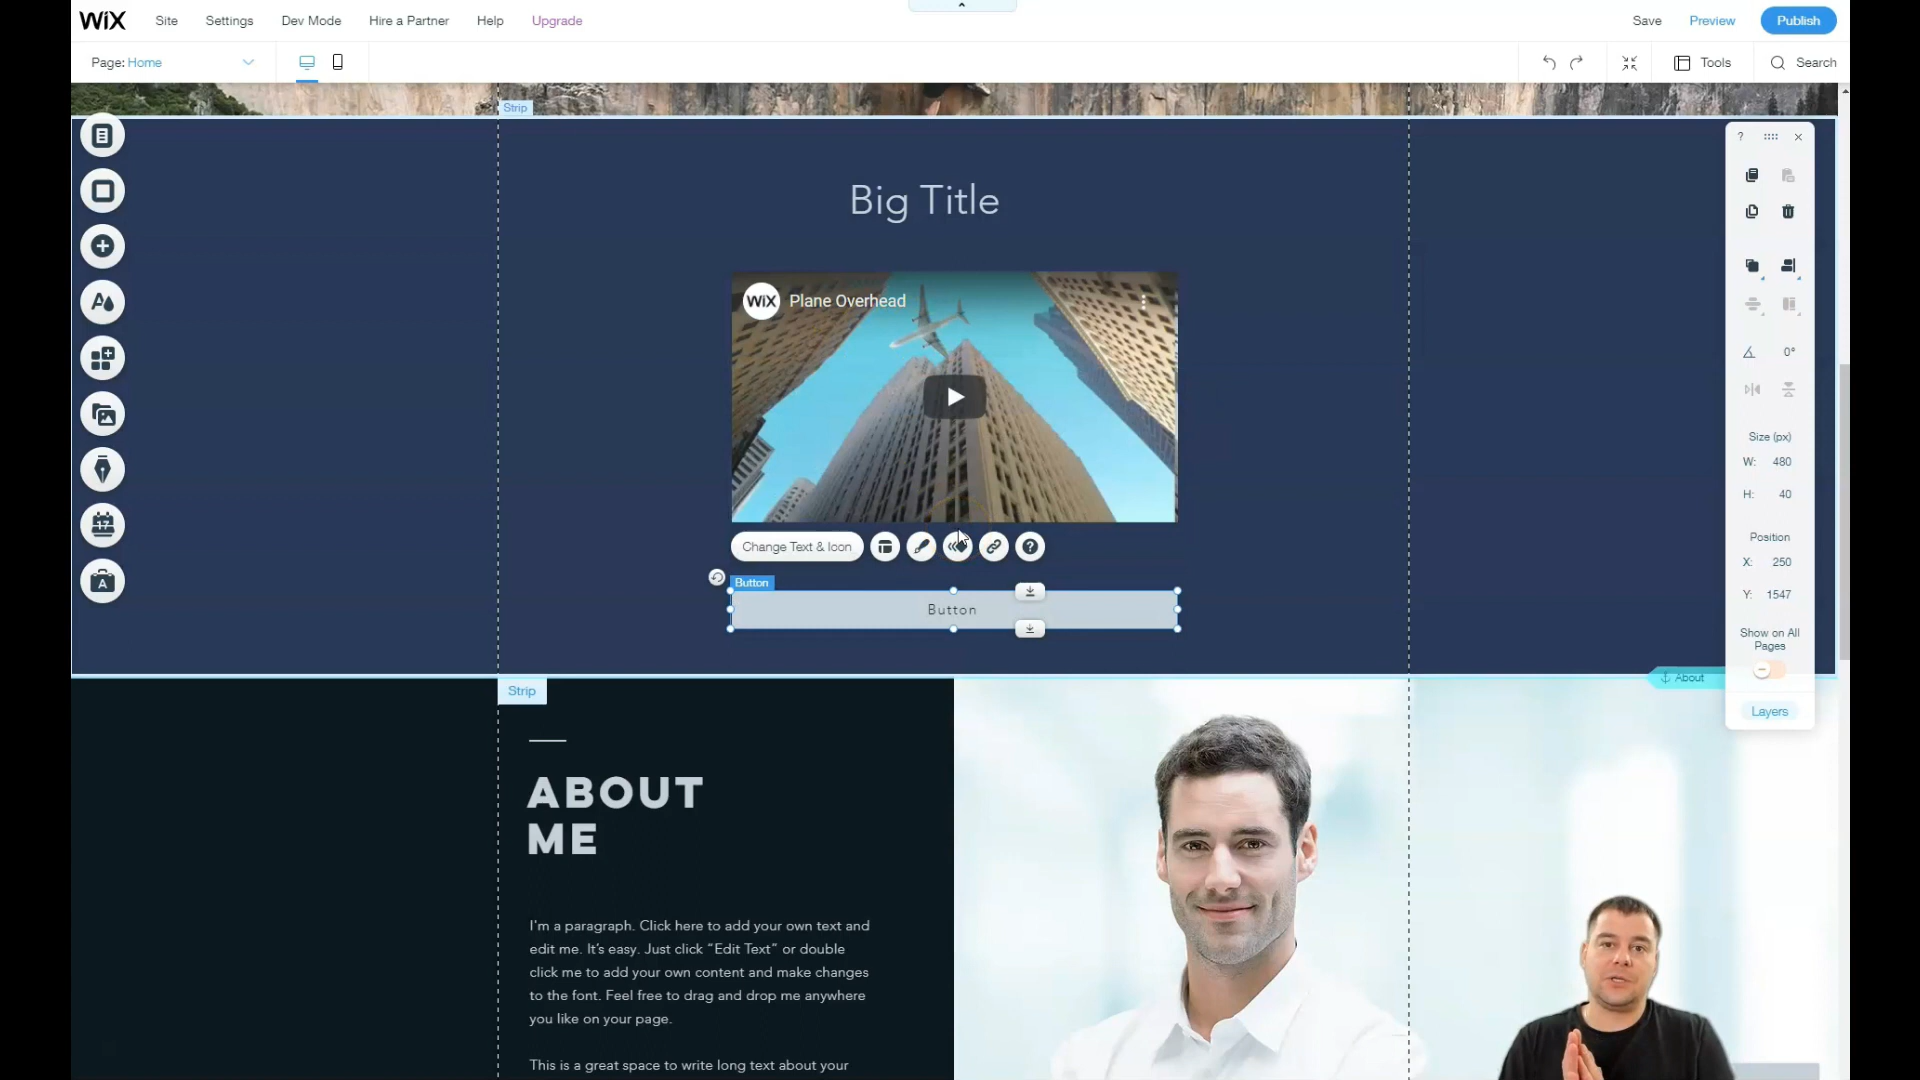 WiX Site Settings Dev Mode Hire a Partner Help Upgrade Save Preview Publish
Page: Home Tools Search
Strip
?
Big Title
WiX Plane Overhead
0°
Size (px)
W: 480
H: 40
Position
X: 250
Y: 1547
Show on All
Pages
Layers
17
A
Change Text & Icon ?
Button
Button
About
Strip
ABOUT
ME
I'm a paragraph. Click here to add your own text and
edit me. It's easy. Just click “Edit Text” or double
click me to add your own content and make changes
to the font. Feel free to drag and drop me anywhere
you like on your page.
This is a great space to write long text about your